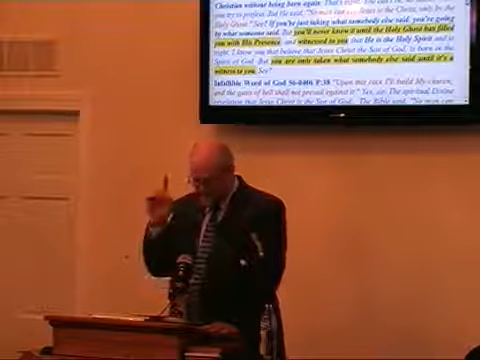 Christian without being born again. That's right. You can't be. No matter
you try to project. But He said, "No man can say Jesus is the Christ, only by the
Holy Ghost." See? If you're just taking what somebody else said, you're going
by what someone said. But you'll never know it until the Holy Ghost has filled
you with His Presence, and witnessed to you that He is the Holy Spirit and is
right. I know you that believe that Jesus Christ the Son of God, is born in the
Spirit of God. But you are only taken what somebody else said until it's a
witness to you. See?
Infallible Word of God 56-0406 P:38 "Upon this rock I'll build My church,
and the gates of hell shall not prevail against it." Yes, sir. The spiritual Divine
revelation that Jesus Christ is the Son of God. The Bible said, "No man can